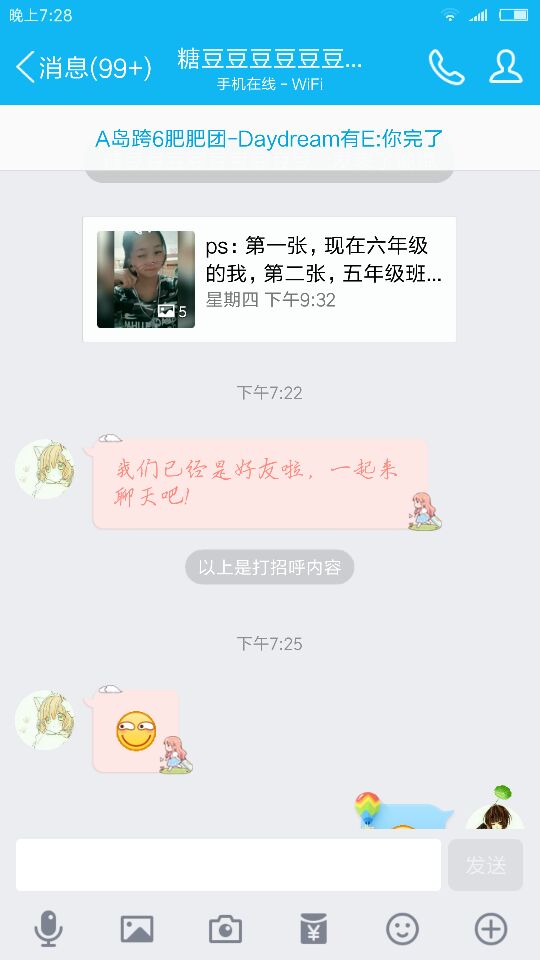 晚上7:28
消息(99+)
糖豆豆豆豆豆豆...
手机在线 - WiFi
A岛跨6肥肥团-Daydream有E:你完了
ps：第一张，现在六年级
的我，第二张，五年级班...
星期四 下午9:32
5
下午7:22
我们已经是好友啦，一起来
聊天吧!
以上是打招呼内容
下午7:25
发送